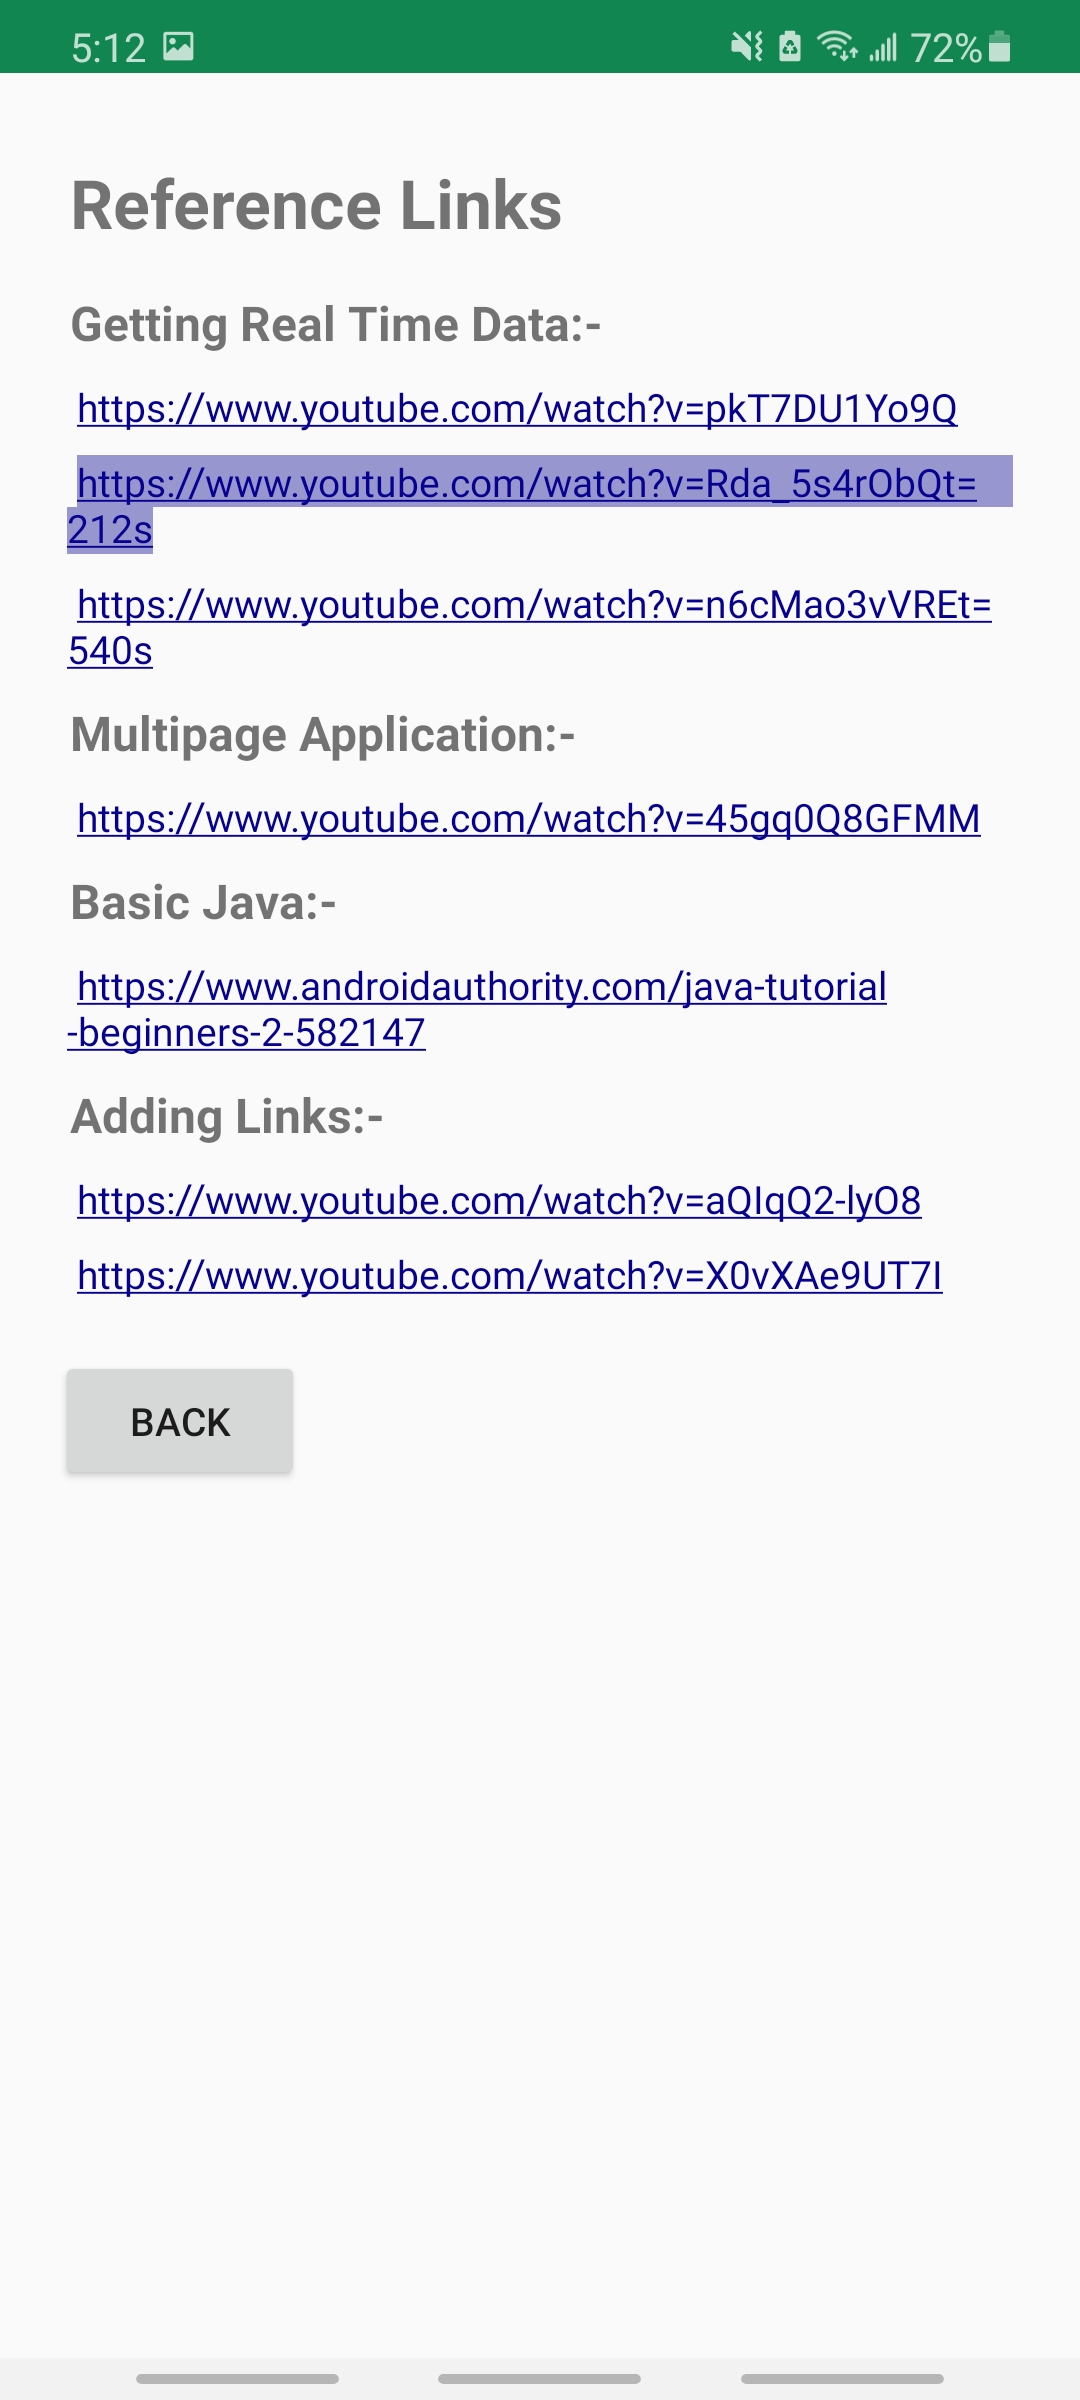 5:12 72%
Reference Links
Getting Real Time Data:-
https://www.youtube.com/watch?v=pkT7DU1Yo9Q
https://www.youtube.com/watch?v=Rda_5s4rObQt=
212s
https://www.youtube.com/watch?v=n6cMao3vVREt=
540s
Multipage Application:-
https://www.youtube.com/watch?v=45gq0Q8GFMM
Basic Java:-
https://www.androidauthority.com/java-tutorial
-beginners-2-582147
Adding Links:-
https://www.youtube.com/watch?v=aQIqQ2-lyO8
https://www.youtube.com/watch?v=X0vXAe9UT7I
BACK